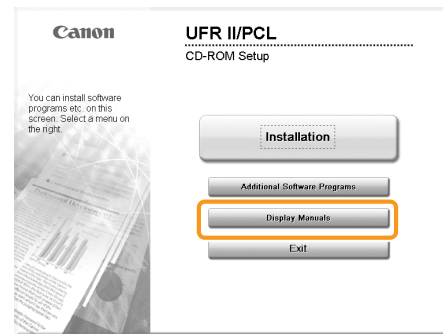 Canon
UFR II/PCL
CD-ROM Setup
You can install software
programs etc. on this
screen. Select a menu on
the right.
Installation
Additional Software Programs
Display Manuals
Exit